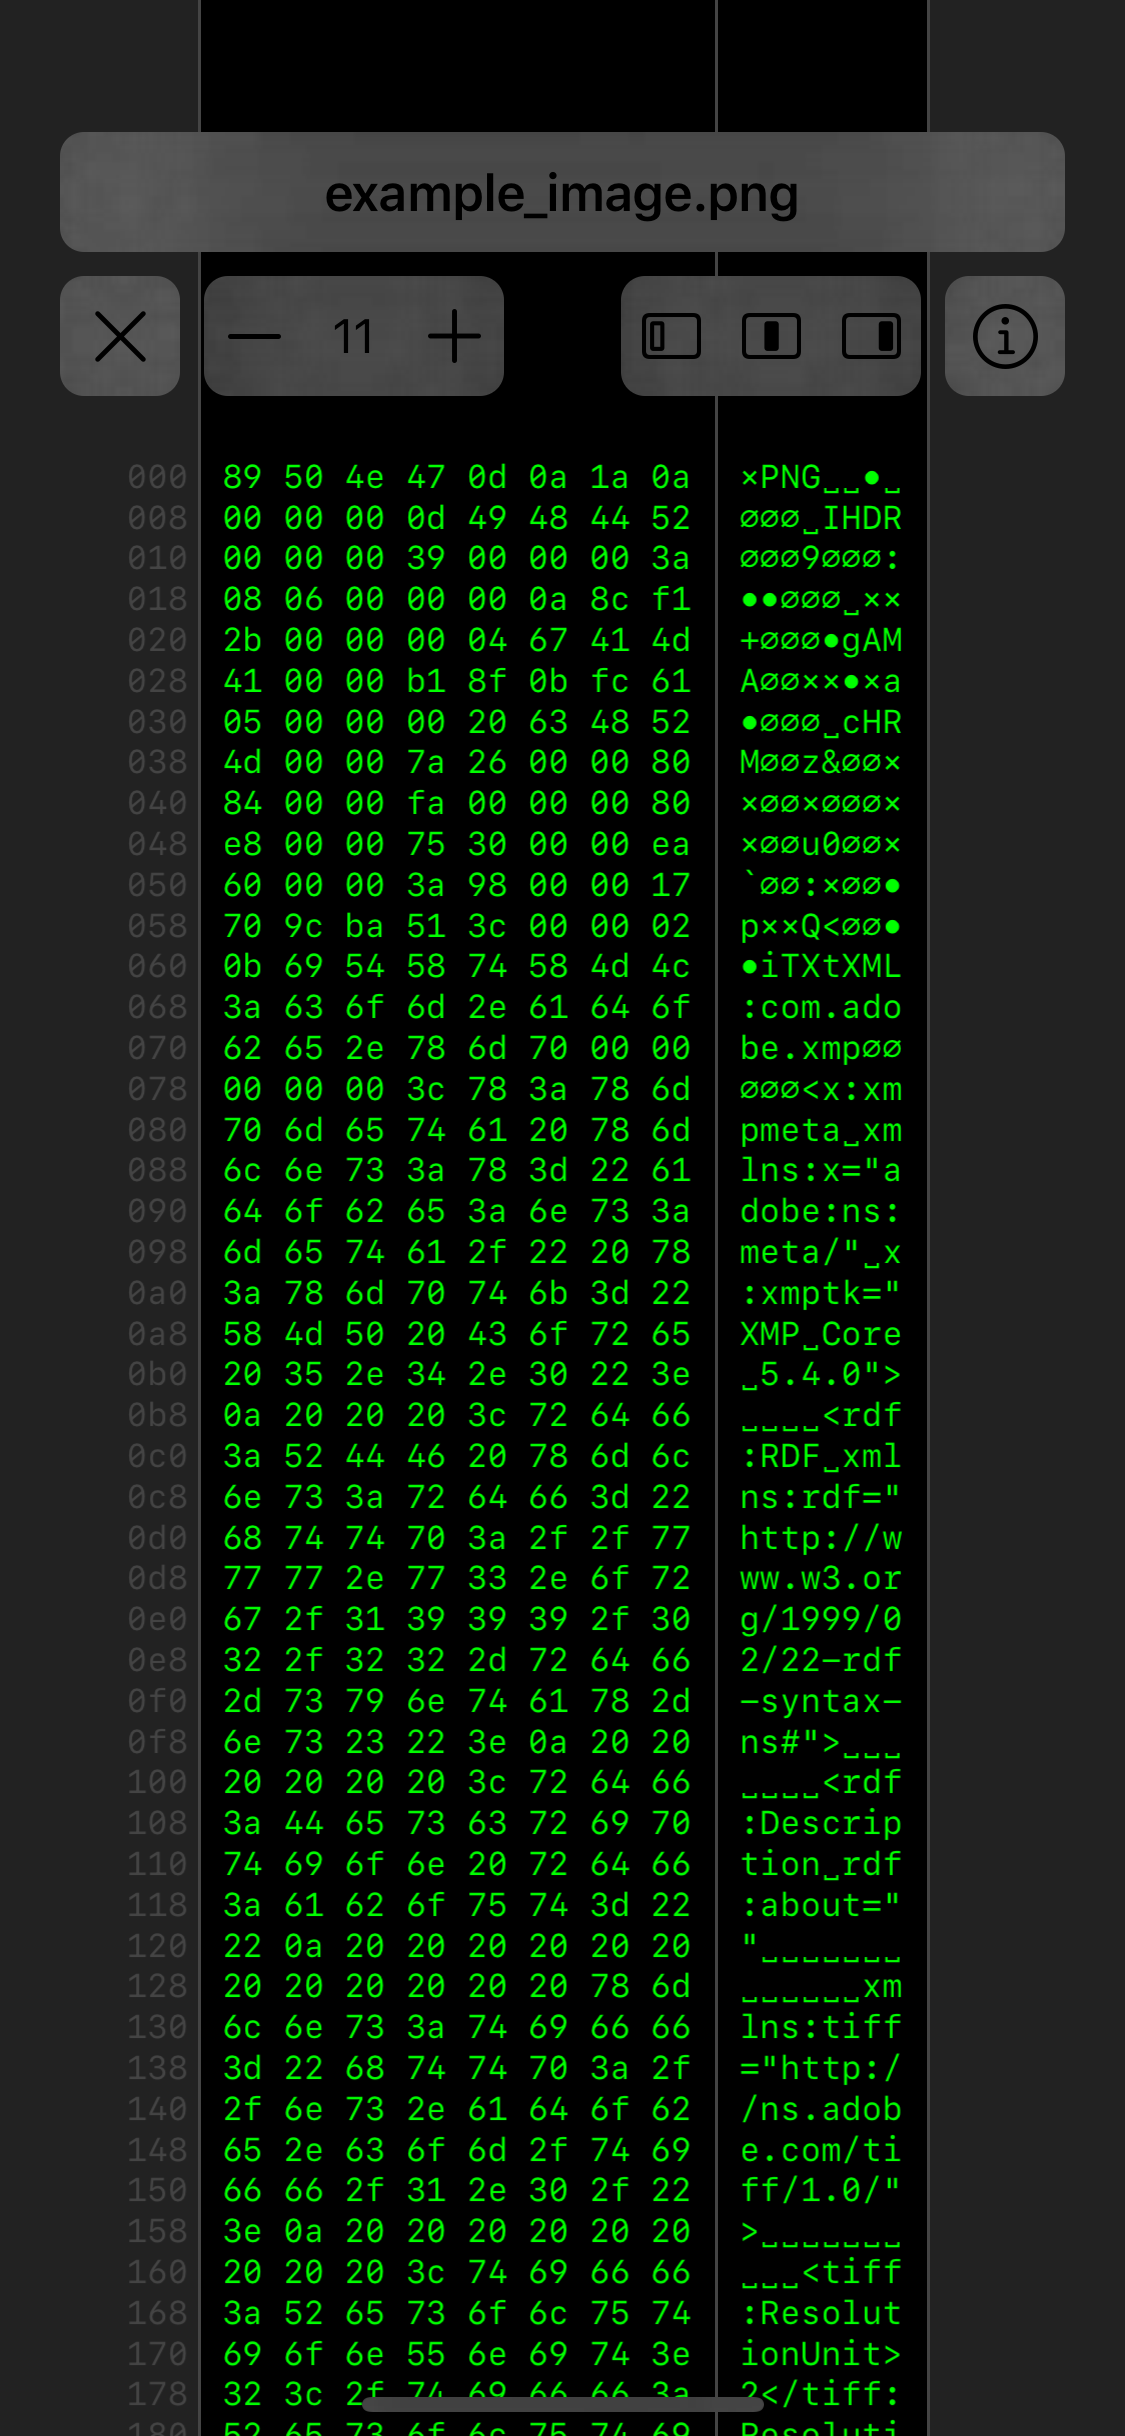 example_image.png
11
000 89 50 4e 47 0d 0a 1a 0a ×PNG␣␣•␣
008 00 00 00 0d 49 48 44 52 ∅∅∅␣IHDR
010 00 00 00 39 00 00 00 3a ∅∅∅9∅∅∅:
018 08 06 00 00 00 0a 8c f1 ••∅∅∅␣××
020 2b 00 00 00 04 67 41 4d +∅∅∅•gAM
028 41 00 00 b1 8f 0b fc 61 A∅∅××•×a
030 05 00 00 00 20 63 48 52 •∅∅∅␣cHR
038 4d 00 00 7a 26 00 00 80 M∅∅z&∅∅×
040 84 00 00 fa 00 00 00 80 ×∅∅×∅∅∅×
048 e8 00 00 75 30 00 00 ea ×∅∅u0∅∅×
050 60 00 00 3a 98 00 00 17 `∅∅:×∅∅•
058 70 9c ba 51 3c 00 00 02 p××Q<∅∅•
060 0b 69 54 58 74 58 4d 4c •iTXtXML
068 3a 63 6f 6d 2e 61 64 6f :com.ado
070 62 65 2e 78 6d 70 00 00 be.xmp∅∅
078 00 00 00 3c 78 3a 78 6d ∅∅∅<x:xm
080 70 6d 65 74 61 20 78 6d pmeta␣xm
088 6c 6e 73 3a 78 3d 22 61 lns:x="a
090 64 6f 62 65 3a 6e 73 3a dobe:ns:
098 6d 65 74 61 2f 22 20 78 meta/"␣x
0a0 3a 78 6d 70 74 6b 3d 22 :xmptk="
0a8 58 4d 50 20 43 6f 72 65 XMP␣Core
0b0 20 35 2e 34 2e 30 22 3e ␣5.4.0">
0b8 0a 20 20 20 3c 72 64 66 ␣␣␣␣<rdf
0c0 3a 52 44 46 20 78 6d 6c :RDF␣xml
0c8 6e 73 3a 72 64 66 3d 22 ns:rdf="
0d0 68 74 74 70 3a 2f 2f 77 http://w
0d8 77 77 2e 77 33 2e 6f 72 ww.w3.or
0e0 67 2f 31 39 39 39 2f 30 g/1999/0
0e8 32 2f 32 32 2d 72 64 66 2/22-rdf
0f0 2d 73 79 6e 74 61 78 2d -syntax-
0f8 6e 73 23 22 3e 0a 20 20 ns#">␣␣␣
100 20 20 20 20 3c 72 64 66 ␣␣␣␣<rdf
108 3a 44 65 73 63 72 69 70 :Descrip
110 74 69 6f 6e 20 72 64 66 tion␣rdf
118 3a 61 62 6f 75 74 3d 22 :about="
120 22 0a 20 20 20 20 20 20 "␣␣␣␣␣␣␣
128 20 20 20 20 20 20 78 6d ␣␣␣␣␣␣xm
130 6c 6e 73 3a 74 69 66 66 lns:tiff
138 3d 22 68 74 74 70 3a 2f ="http:/
140 2f 6e 73 2e 61 64 6f 62 /ns.adob
148 65 2e 63 6f 6d 2f 74 69 e.com/ti
150 66 66 2f 31 2e 30 2f 22 ff/1.0/"
158 3e 0a 20 20 20 20 20 20 >␣␣␣␣␣␣␣
160 20 20 20 3c 74 69 66 66 ␣␣␣<tiff
168 3a 52 65 73 6f 6c 75 74 :Resolut
170 69 6f 6e 55 6e 69 74 3e ionUnit>
178 32 3c 2f 74 69 66 66 3a 2</tiff:
180 52 65 73 6f 6c 75 74 69 Resoluti